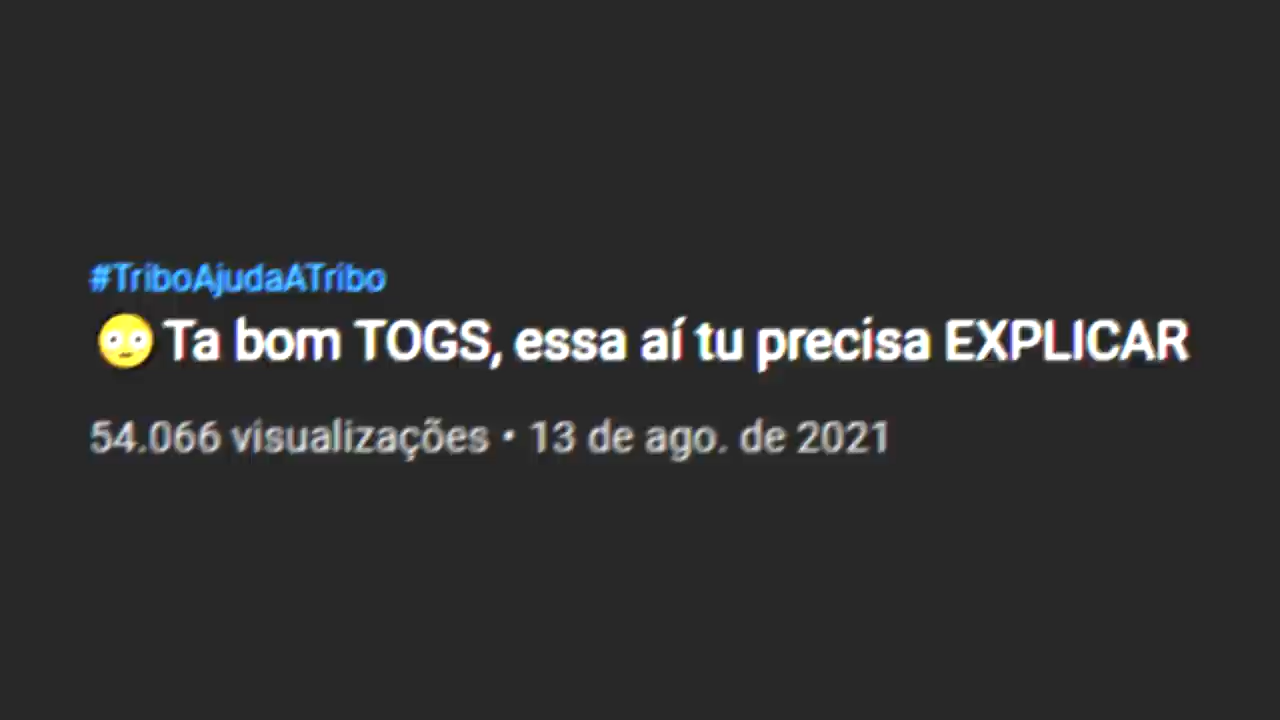 #TriboAjudaATribo
😳Ta bom TOGS, essa aí tu precisa EXPLICAR
54.066 visualizações • 13 de ago. de 2021